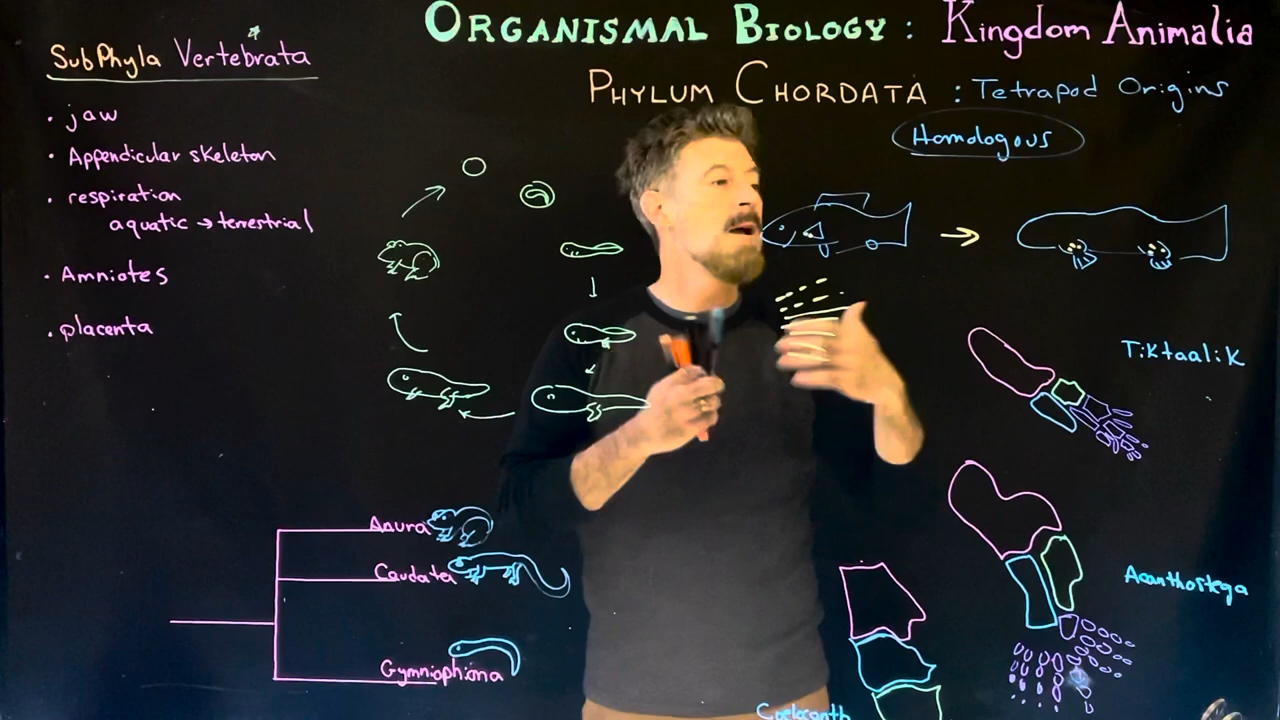 ORGANISMAL BIOLOGY : Kingdom Animalia
PHYLUM CHORDATA : Tetrapod Origins
Homologous
SubPhyla Vertebrata
• jaw
• Appendicular skeleton
• respiration
aquatic → terrestrial
• Amniotes
• placenta
Anura
Caudata
Gymniophiona
Tiktaalik
Acanthostega
Coelacanth